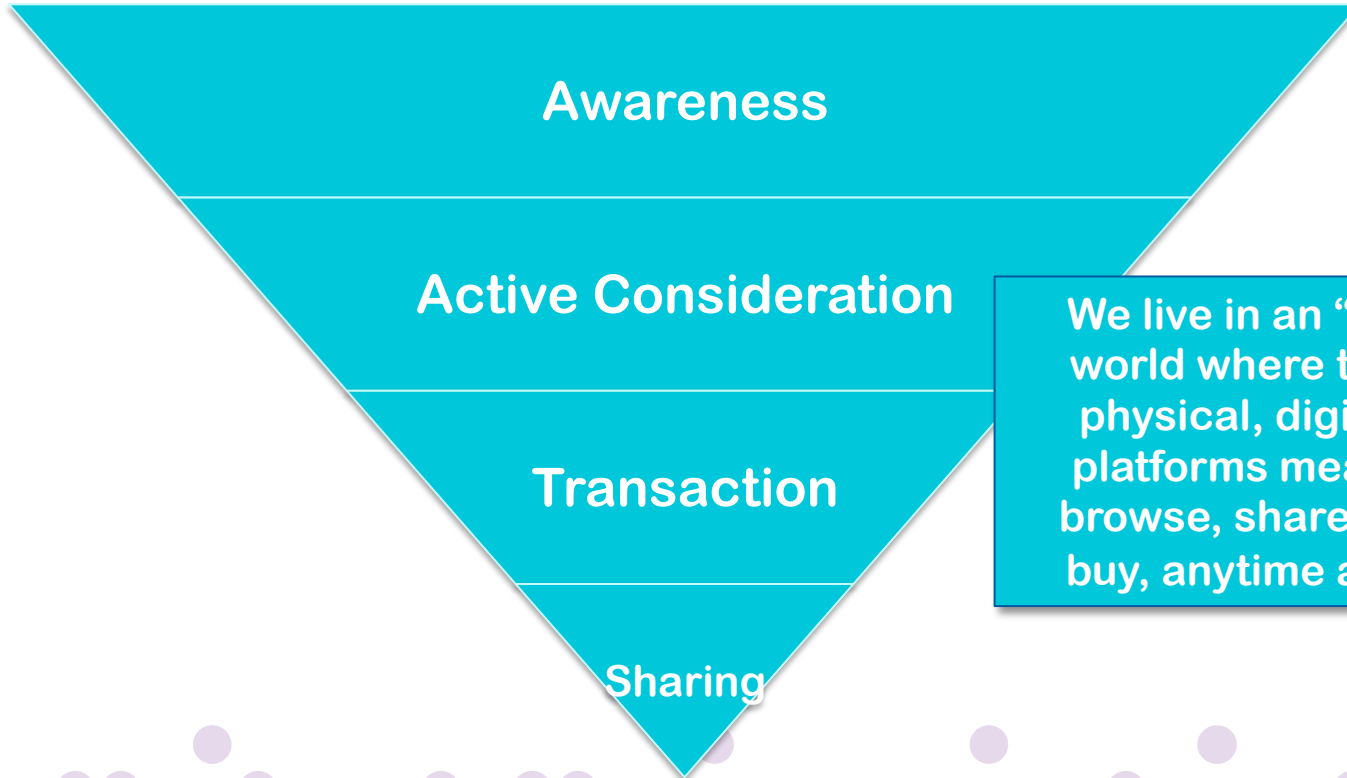 Awareness
Active Consideration
We live in an “
world where
physical,
platforms
browse, share
buy, anytime
Transaction
Sharing